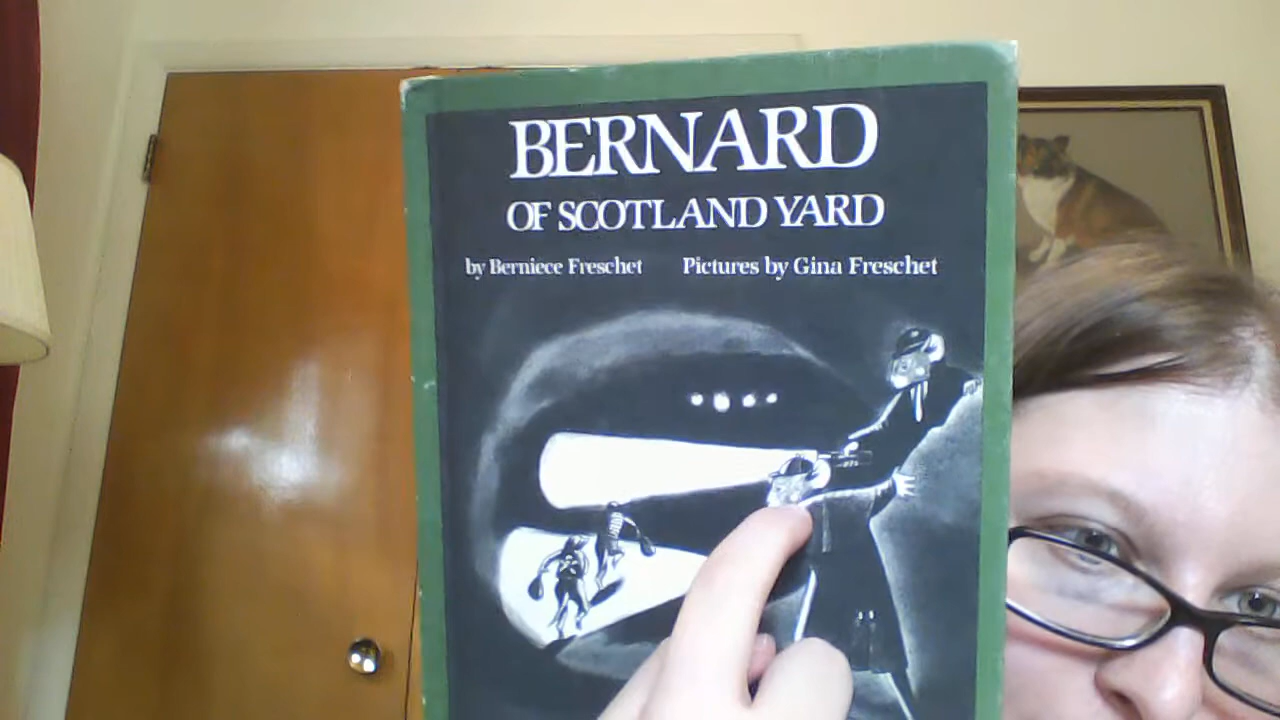 BERNARD
OF SCOTLAND YARD
by Berniece Freschet Pictures by Gina Freschet